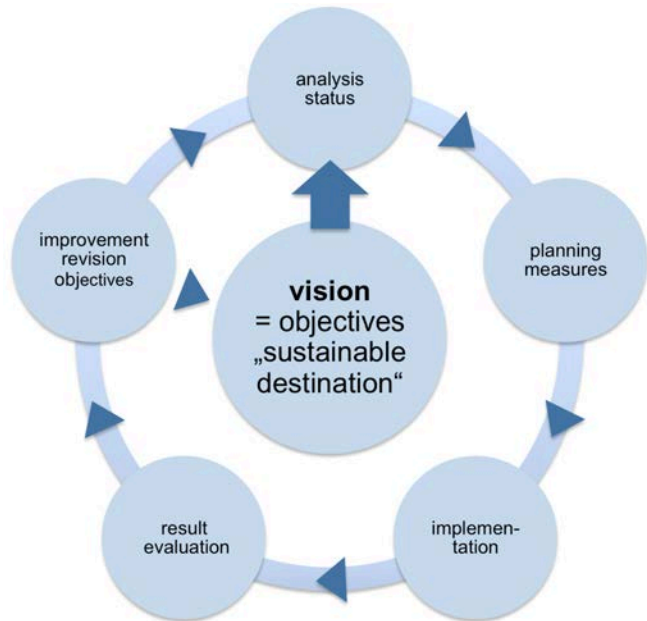 analysis
status
improvement
revision
objectives
planning
measures
vision
= objectives
„sustainable
destination“
result
evaluation
implemen-
tation